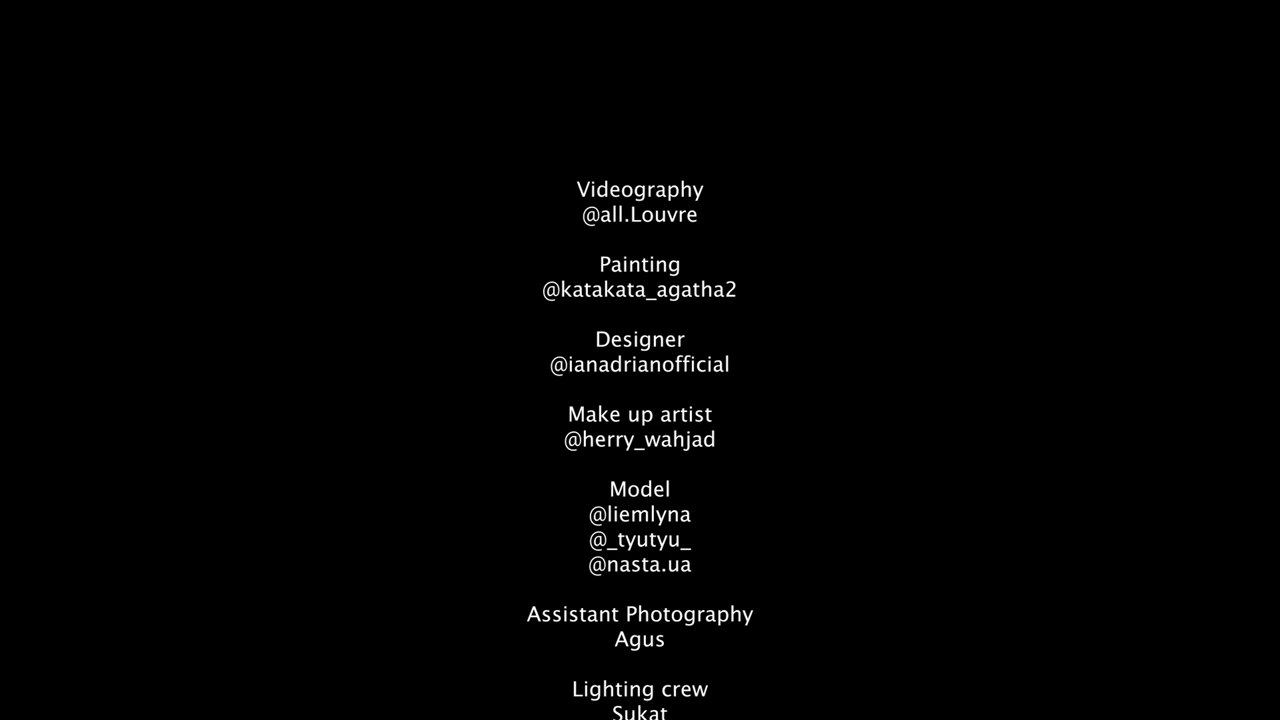 Videography
@all.Louvre
Painting
@katakata_agatha2
Designer
@ianadrianofficial
Make up artist
@herry_wahjad
Model
@liemlyna
@_tyutyu_
@nasta.ua
Assistant Photography
Agus
Lighting crew
Sukat